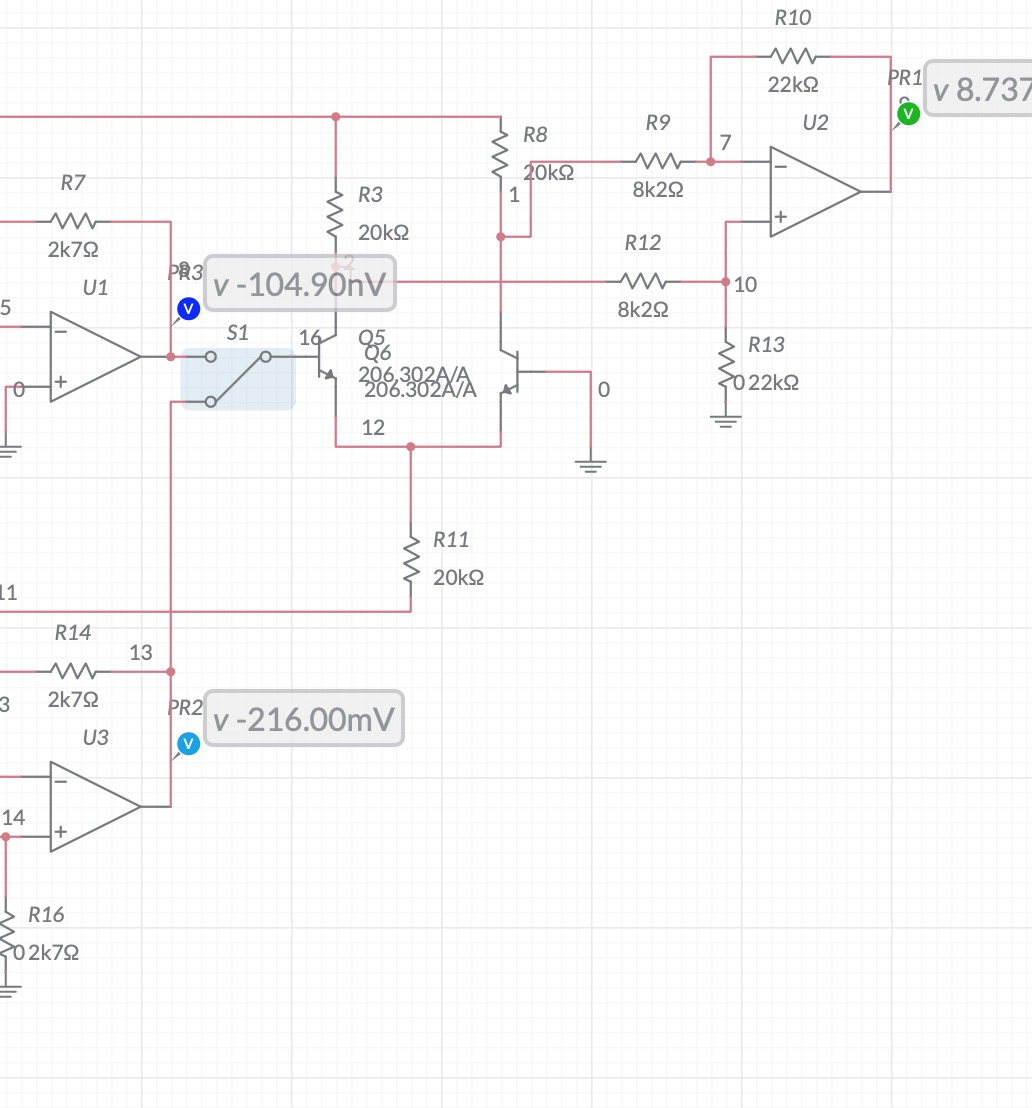 R10
22kΩ
PR1
v 8.737
R9
7
U2
8k2Ω
R8
20kΩ
1
R7
2k7Ω
R3
20kΩ
2
R12
8k2Ω
10
PR3
v -104.90nV
U1
5
S1
16
Q5
Q6
206.302A/A
206.302A/A
0
0
R13
0 22kΩ
12
R11
20kΩ
11
R14
13
2k7Ω
3
PR2
v -216.00mV
U3
14
R16
0 2k7Ω